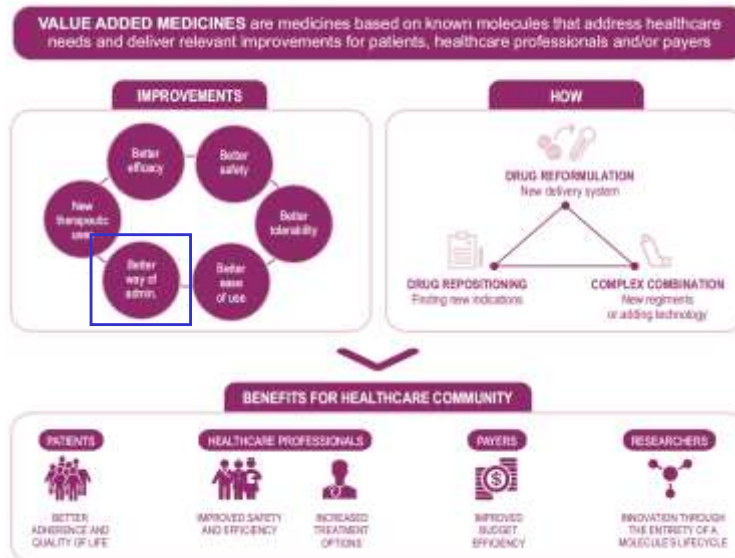 VALUE ADDED MEDICINES are medicines based on known molecules that address healthcare
needs and deliver relevant improvements for patients, healthcare professionals and/or payers
IMPROVEMENTS
Better
efficacy
Better
safety
New
therapeutic
uses
Better
tolerability
Better
way of
admin.
Better
ease
of use
HOW
DRUG REFORMULATION
New delivery system
DRUG REPOSITIONING
Finding new indications
COMPLEX COMBINATION
New regiments
or adding technology
BENEFITS FOR HEALTHCARE COMMUNITY
PATIENTS
BETTER
ADHERENCE AND
QUALITY OF LIFE
HEALTHCARE PROFESSIONALS
IMPROVED SAFETY
AND EFFICIENCY
INCREASED
TREATMENT
OPTIONS
PAYERS
$
IMPROVED
BUDGET
EFFICIENCY
RESEARCHERS
INNOVATION THROUGH
THE ENTIRETY OF A
MOLECULE'S LIFECYCLE